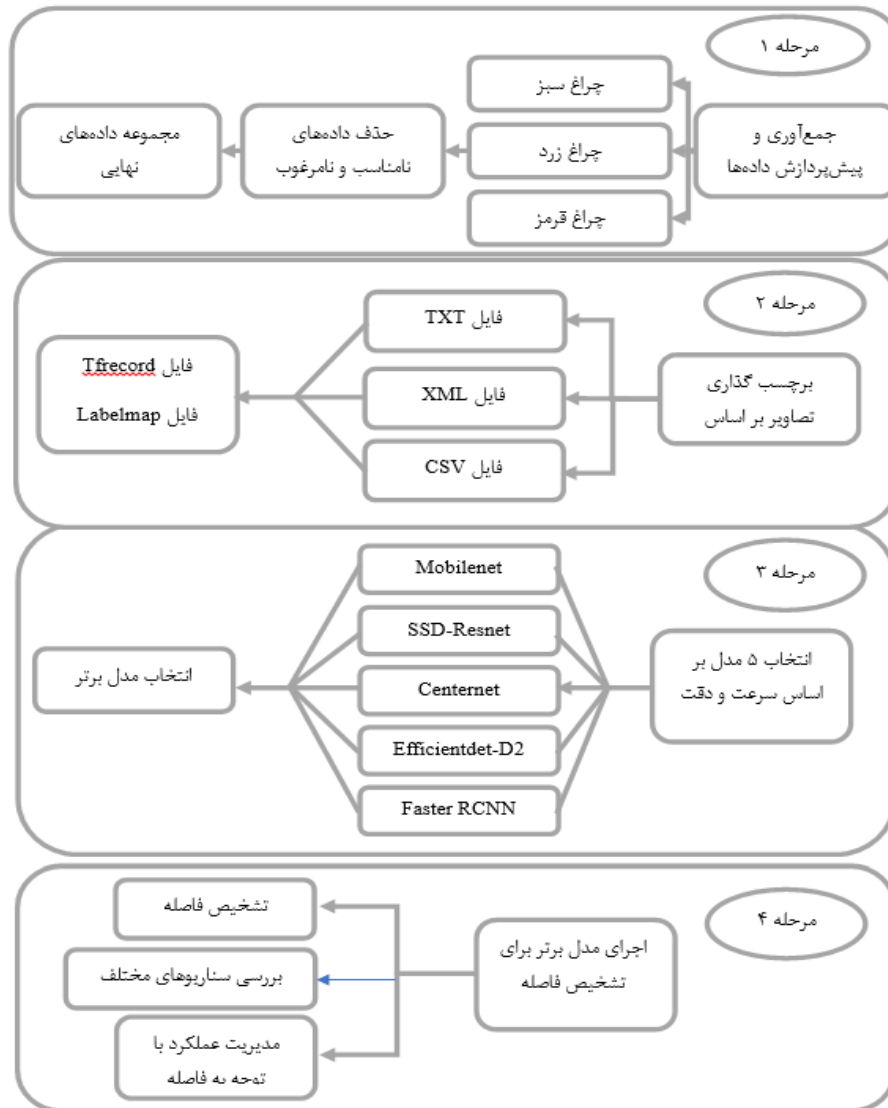 مرحله ۱
جمع‌آوری و
پیش‌پردازش داده‌ها
چراغ سبز
چراغ زرد
چراغ قرمز
حذف داده‌های
نامناسب و نامرغوب
مجموعه داده‌های
نهایی
مرحله ۲
برچسب گذاری
تصاویر بر اساس
فایل TXT
فایل XML
فایل CSV
فایل Tfrecord
فایل Labelmap
مرحله ۳
انتخاب ۵ مدل بر
اساس سرعت و دقت
Mobilenet
SSD-Resnet
Centernet
Efficientdet-D2
Faster RCNN
انتخاب مدل برتر
مرحله ۴
اجرای مدل برتر برای
تشخیص فاصله
تشخیص فاصله
بررسی سناریوهای مختلف
مدیریت عملکرد با
توجه به فاصله